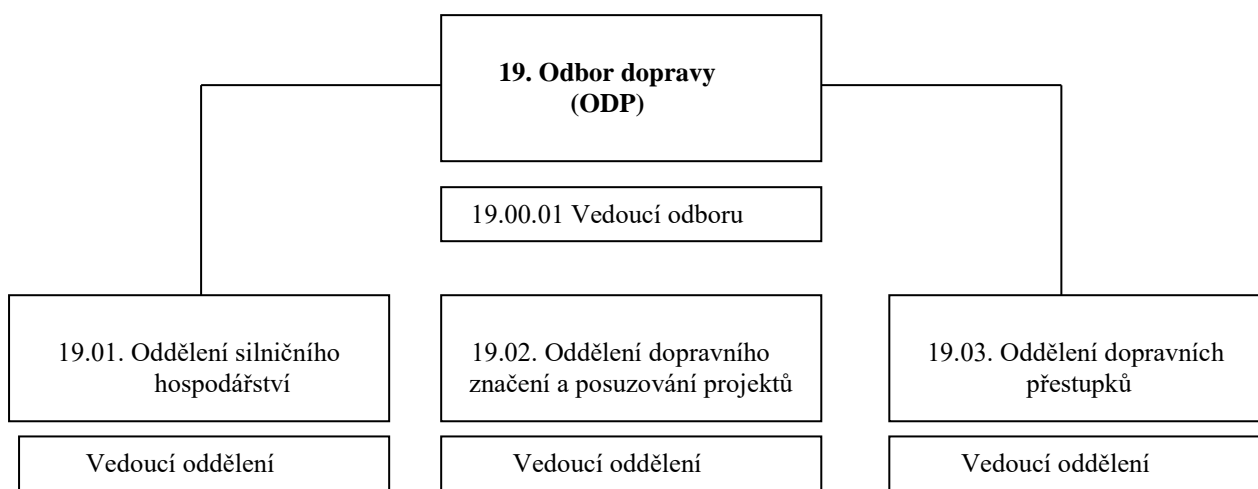 19. Odbor dopravy
(ODP)
19.00.01 Vedoucí odboru
19.01. Oddělení silničního
hospodářství
19.02. Oddělení dopravního
značení a posuzování projektů
19.03. Oddělení dopravních
přestupků
Vedoucí oddělení
Vedoucí oddělení
Vedoucí oddělení